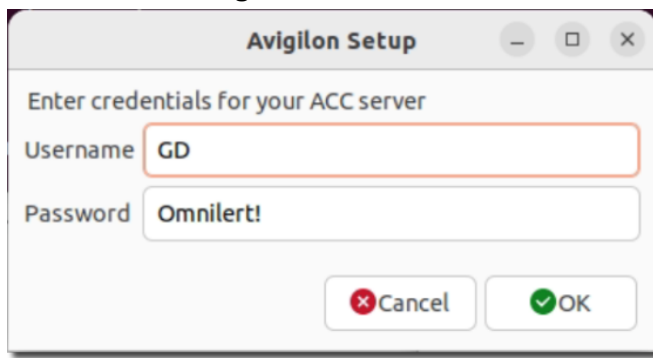 Avigilon Setup
Enter credentials for your ACC server
Username GD
Password Omnilert!
Cancel OK